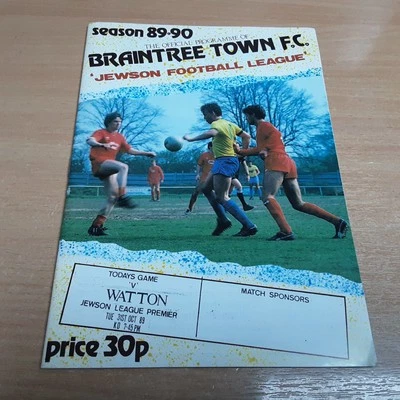 season 89-90
THE OFFICIAL PROGRAMME OF
BRAINTREE TOWN F.C.
'JEWSON FOOTBALL LEAGUE'
TODAYS GAME
'V'
WATTON
JEWSON LEAGUE PREMIER
TUE 31ST OCT 89
K.O 7-45 PM
MATCH SPONSORS
price 30p